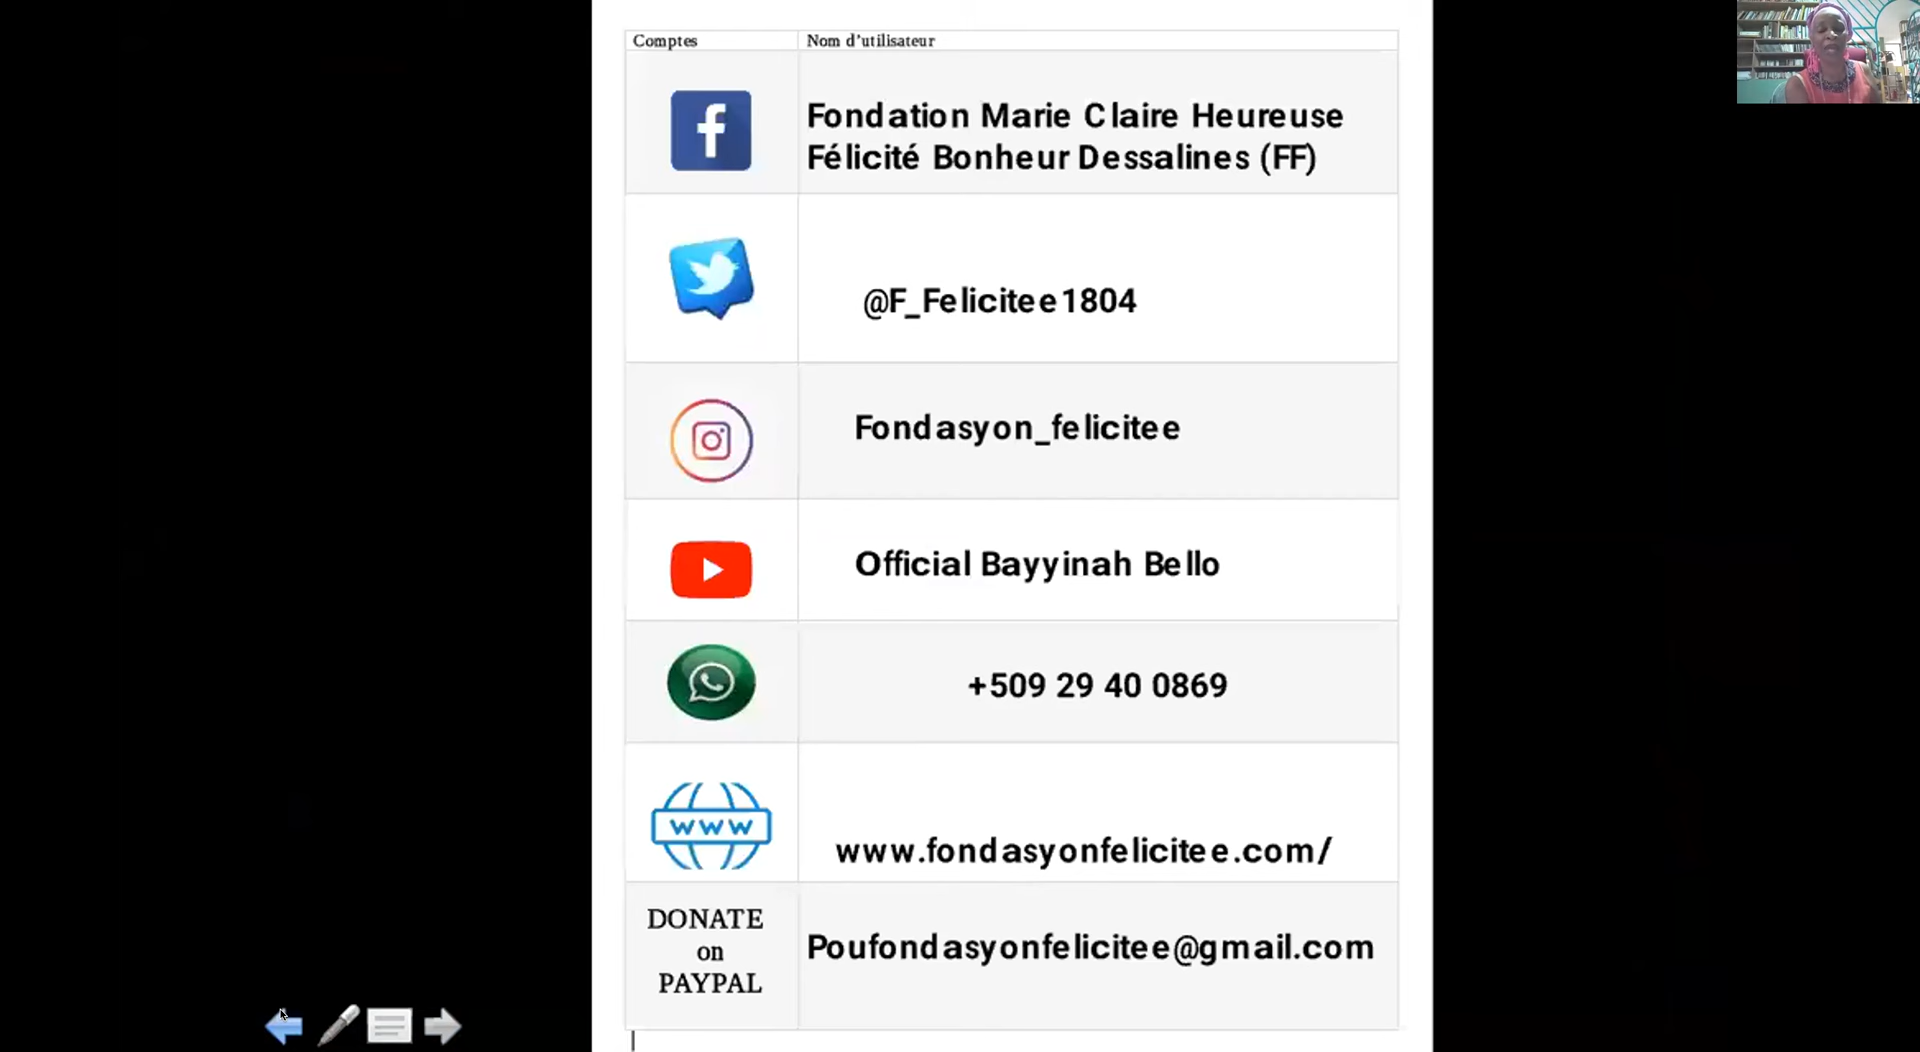 Comptes
Nom d'utilisateur
Fondation Marie Claire Heureuse
Félicité Bonheur Dessalines (FF)
@F_Felicitee1804
Fondasyon_felicitee
Official Bayyinah Bello
+509 29 40 0869
www
www.fondasyonfelicitee.com/
DONATE
on
PAYPAL
Poufondasyonfelicitee@gmail.com